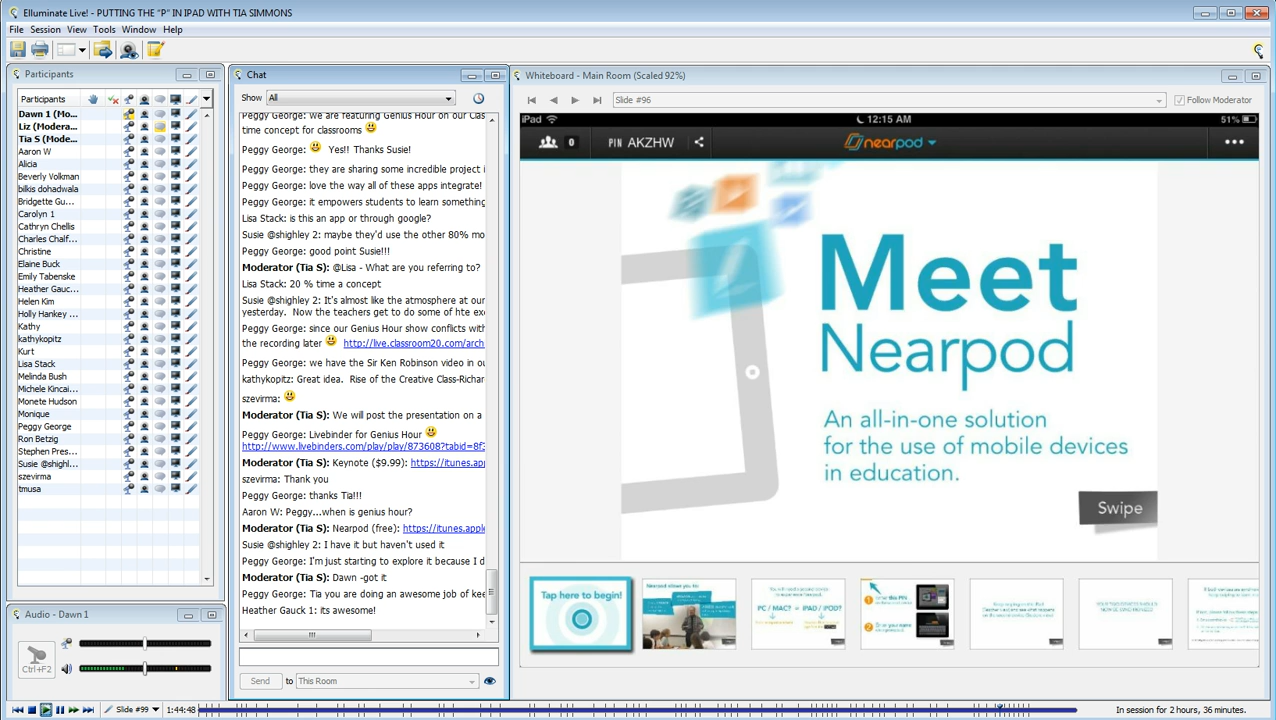 Elluminate Live! - PUTTING THE "P" IN IPAD WITH TIA SIMMONS
File Session View Tools Window Help
Participants
Participants
Dawn 1 (Mo...
Liz (Modera...
Tia S (Mode...
Aaron W
Alicia
Beverly Volkman
bilkis dohadwala
Bridgette Gu...
Carolyn 1
Cathryn Chellis
Charles Chalf...
Christine
Elaine Buck
Emily Tabenske
Heather Gauc...
Helen Kim
Holly Hankey ...
Kathy
kathykopitz
Kurt
Lisa Stack
Melinda Bush
Michele Kincai...
Monete Hudson
Monique
Peggy George
Ron Betzig
Stephen Pres...
Susie @shighl...
szevirma
tmusa
Audio - Dawn 1
Ctrl+F2
Chat
Show All
Peggy George: we are featuring Genius Hour on our Clas
time concept for classrooms
Peggy George: Yes!! Thanks Susie!
Peggy George: they are sharing some incredible project i
Peggy George: love the way all of these apps integrate!
Peggy George: it empowers students to learn something
Lisa Stack: is this an app or through google?
Susie @shighley 2: maybe they'd use the other 80% mo
Peggy George: good point Susie!!!
Moderator (Tia S): @Lisa - What are you referring to?
Lisa Stack: 20 % time a concept
Susie @shighley 2: It's almost like the atmosphere at our
yesterday. Now the teachers get to do some of hte exc
Peggy George: since our Genius Hour show conflicts with
the recording later http://live.classroom20.com/arch
Peggy George: we have the Sir Ken Robinson video in ou
kathykopitz: Great idea. Rise of the Creative Class-Richar
szevirma:
Moderator (Tia S): We will post the presentation on a
Peggy George: Livebinder for Genius Hour
http://www.livebinders.com/play/play/873608?tabid=8f3
Moderator (Tia S): Keynote ($9.99): https://itunes.app
szevirma: Thank you
Peggy George: thanks Tia!!!
Aaron W: Peggy...when is genius hour?
Moderator (Tia S): Nearpod (free): https://itunes.apple
Susie @shighley 2: I have it but haven't used it
Peggy George: I'm just starting to explore it because I d
Moderator (Tia S): Dawn -got it
Peggy George: Tia you are doing an awesome job of kee
Heather Gauck 1: its awesome!
Send to This Room
Whiteboard - Main Room (Scaled 92%)
Slide #96 Follow Moderator
iPad 12:15 AM 51%
0 PIN AKZHW nearpod
Meet
Nearpod
An all-in-one solution
for the use of mobile devices
in education.
Swipe
Tap here to begin!
Nearpod allows you to:
PC / MAC? iPAD / IPOD?
Slide #99 1:44:48 In session for 2 hours, 36 minutes.